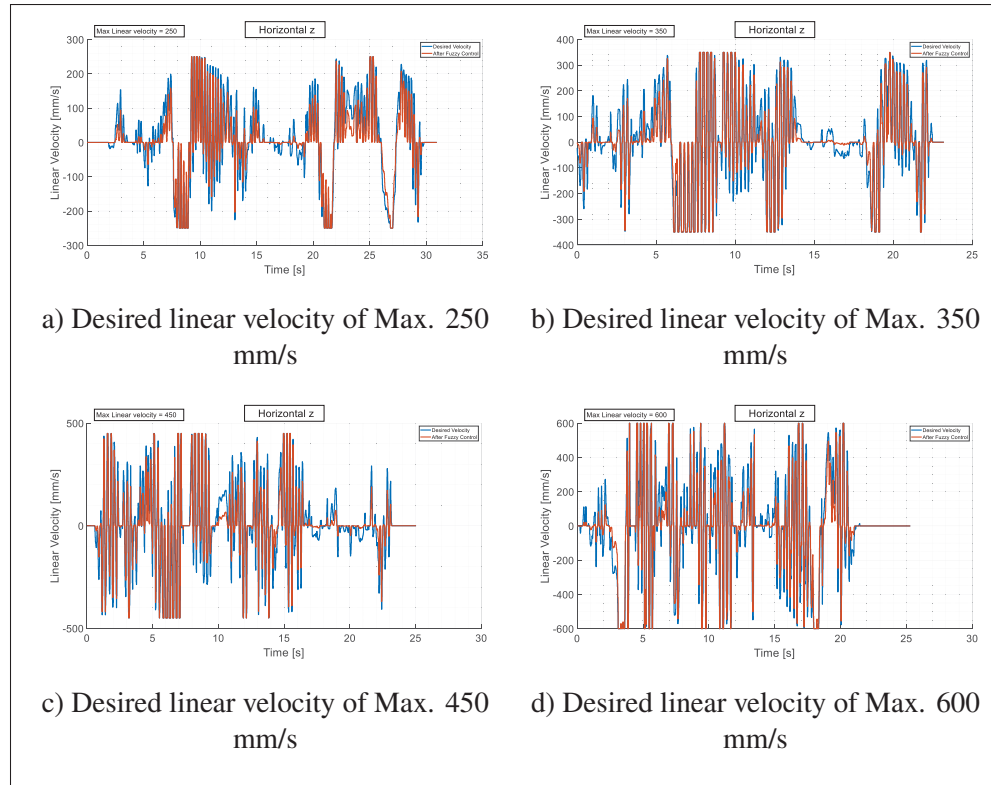 Max Linear velocity = 250
Horizontal z
Desired Velocity
After Fuzzy Control
300
200
100
0
-100
-200
-300
Linear Velocity [mm/s]
0 5 10 15 20 25 30 35
Time [s]
a) Desired linear velocity of Max. 250
mm/s
Max Linear velocity = 350
Horizontal z
Desired Velocity
After Fuzzy Control
400
300
200
100
0
-100
-200
-300
-400
Linear Velocity [mm/s]
0 5 10 15 20 25
Time [s]
b) Desired linear velocity of Max. 350
mm/s
Max Linear velocity = 450
Horizontal z
Desired Velocity
After Fuzzy Control
500
0
-500
Linear Velocity [mm/s]
0 5 10 15 20 25 30
Time [s]
c) Desired linear velocity of Max. 450
mm/s
Max Linear velocity = 600
Horizontal z
Desired Velocity
After Fuzzy Control
600
400
200
0
-200
-400
-600
Linear Velocity [mm/s]
0 5 10 15 20 25 30
Time [s]
d) Desired linear velocity of Max. 600
mm/s